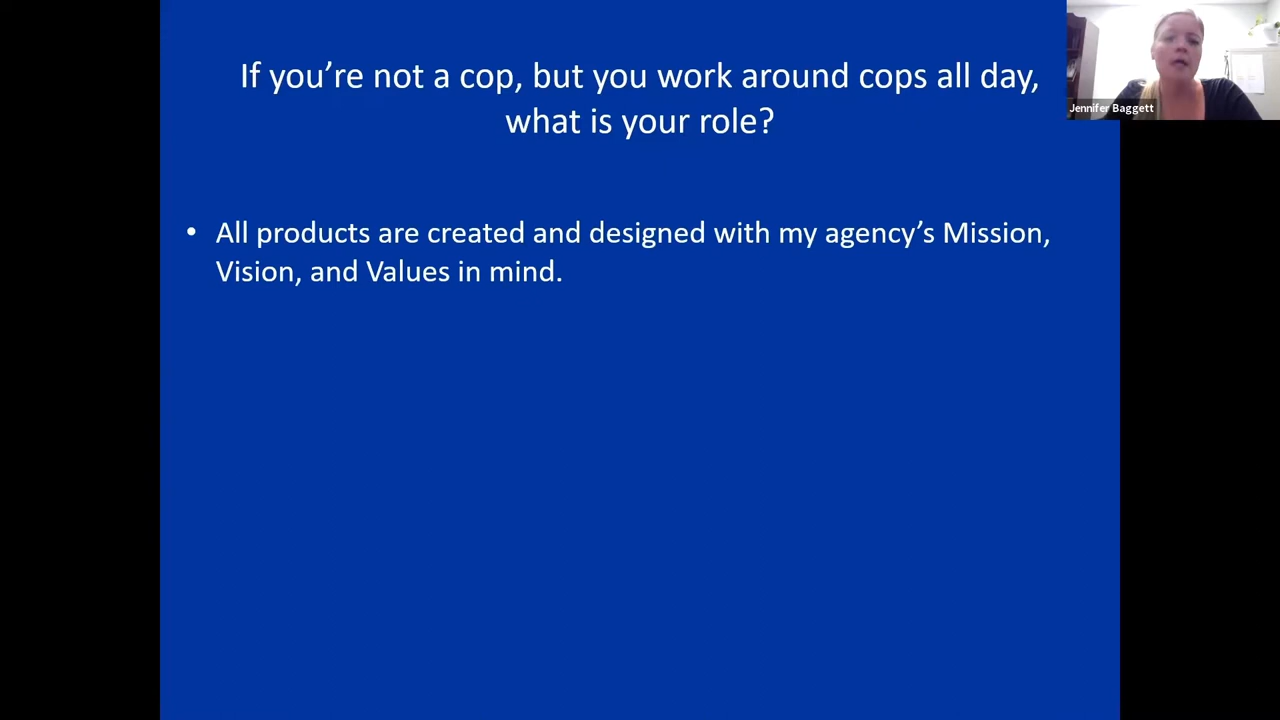 If you’re not a cop, but you work around cops all day,
what is your role?
Jennifer Baggett
• All products are created and designed with my agency’s Mission,
Vision, and Values in mind.